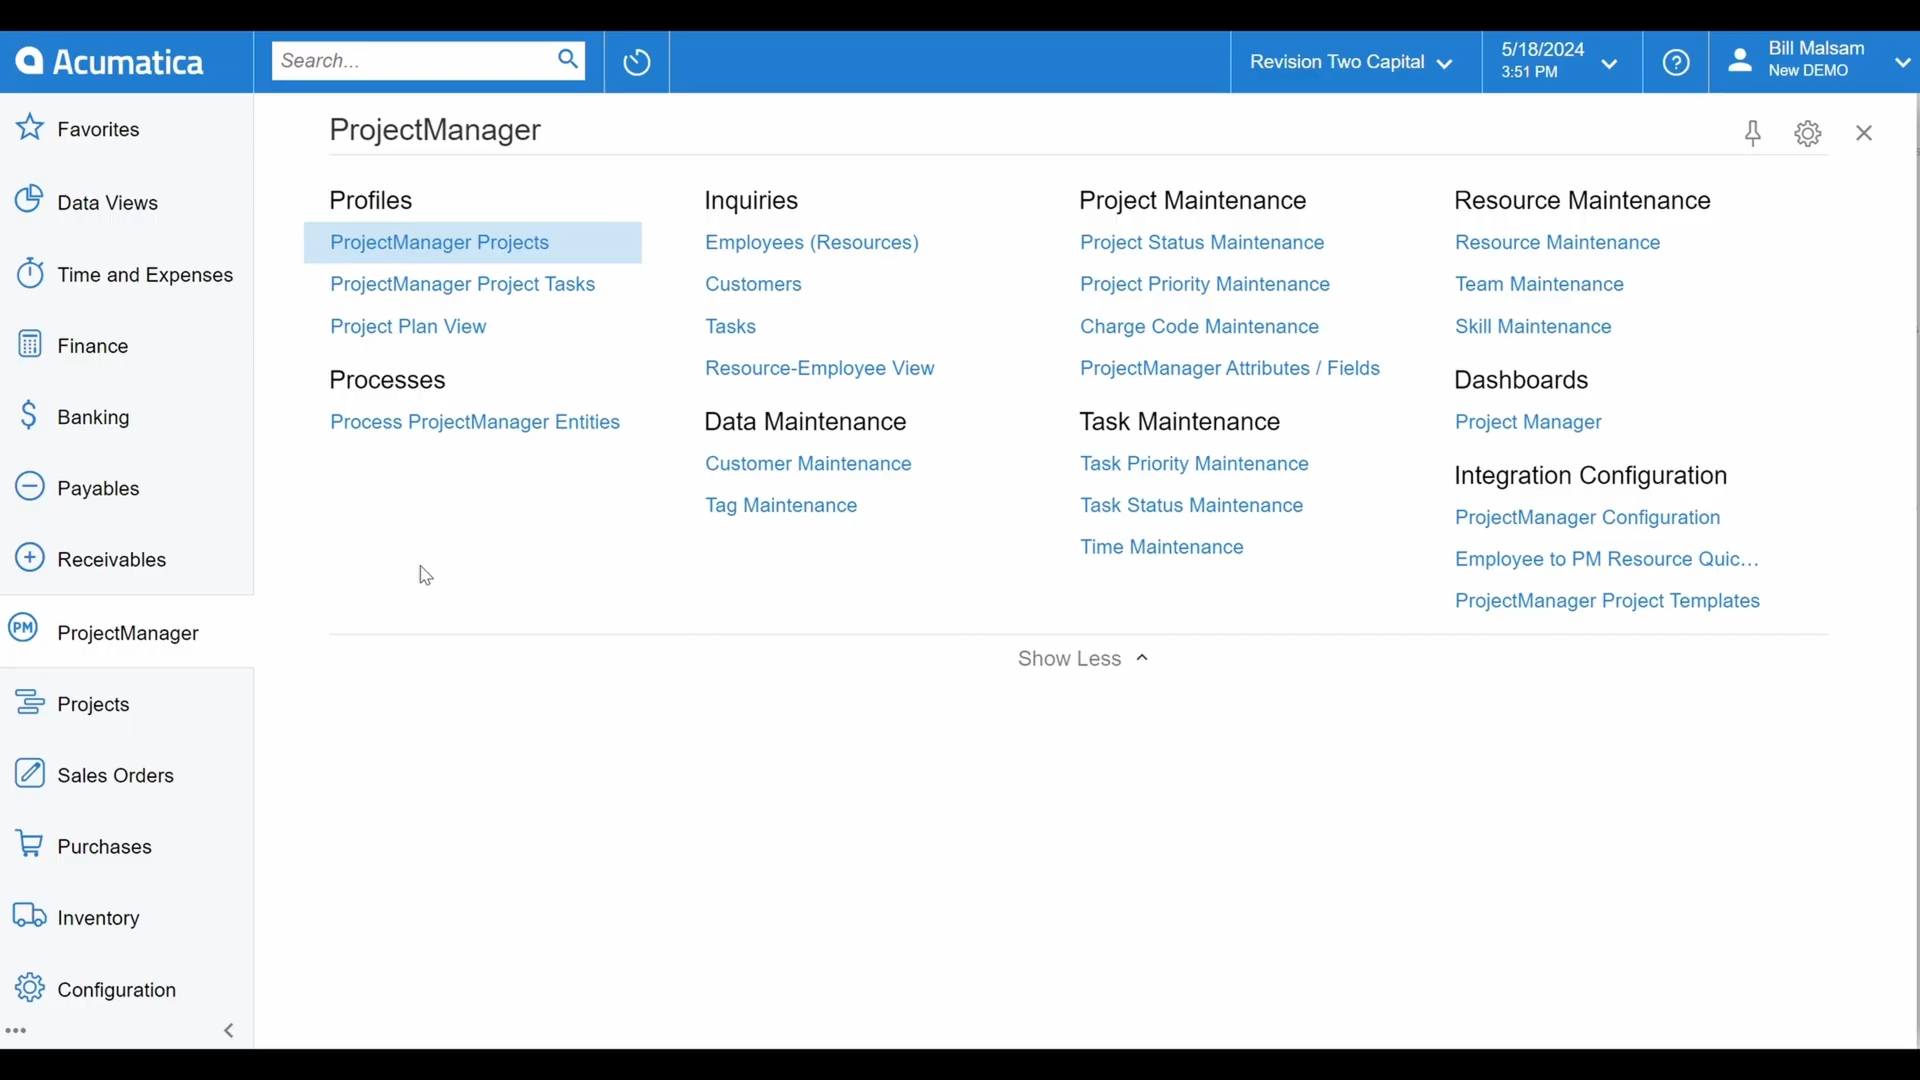 Acumatica
Search...
Revision Two Capital
5/18/2024
3:51 PM
Bill Malsam
New DEMO
Favorites
Data Views
Time and Expenses
Finance
Banking
Payables
Receivables
PM
ProjectManager
Projects
Sales Orders
Purchases
Inventory
Configuration
ProjectManager
Profiles
ProjectManager Projects
ProjectManager Project Tasks
Project Plan View
Processes
Process ProjectManager Entities
Inquiries
Employees (Resources)
Customers
Tasks
Resource-Employee View
Data Maintenance
Customer Maintenance
Tag Maintenance
Project Maintenance
Project Status Maintenance
Project Priority Maintenance
Charge Code Maintenance
ProjectManager Attributes / Fields
Task Maintenance
Task Priority Maintenance
Task Status Maintenance
Time Maintenance
Resource Maintenance
Resource Maintenance
Team Maintenance
Skill Maintenance
Dashboards
Project Manager
Integration Configuration
ProjectManager Configuration
Employee to PM Resource Quic...
ProjectManager Project Templates
Show Less